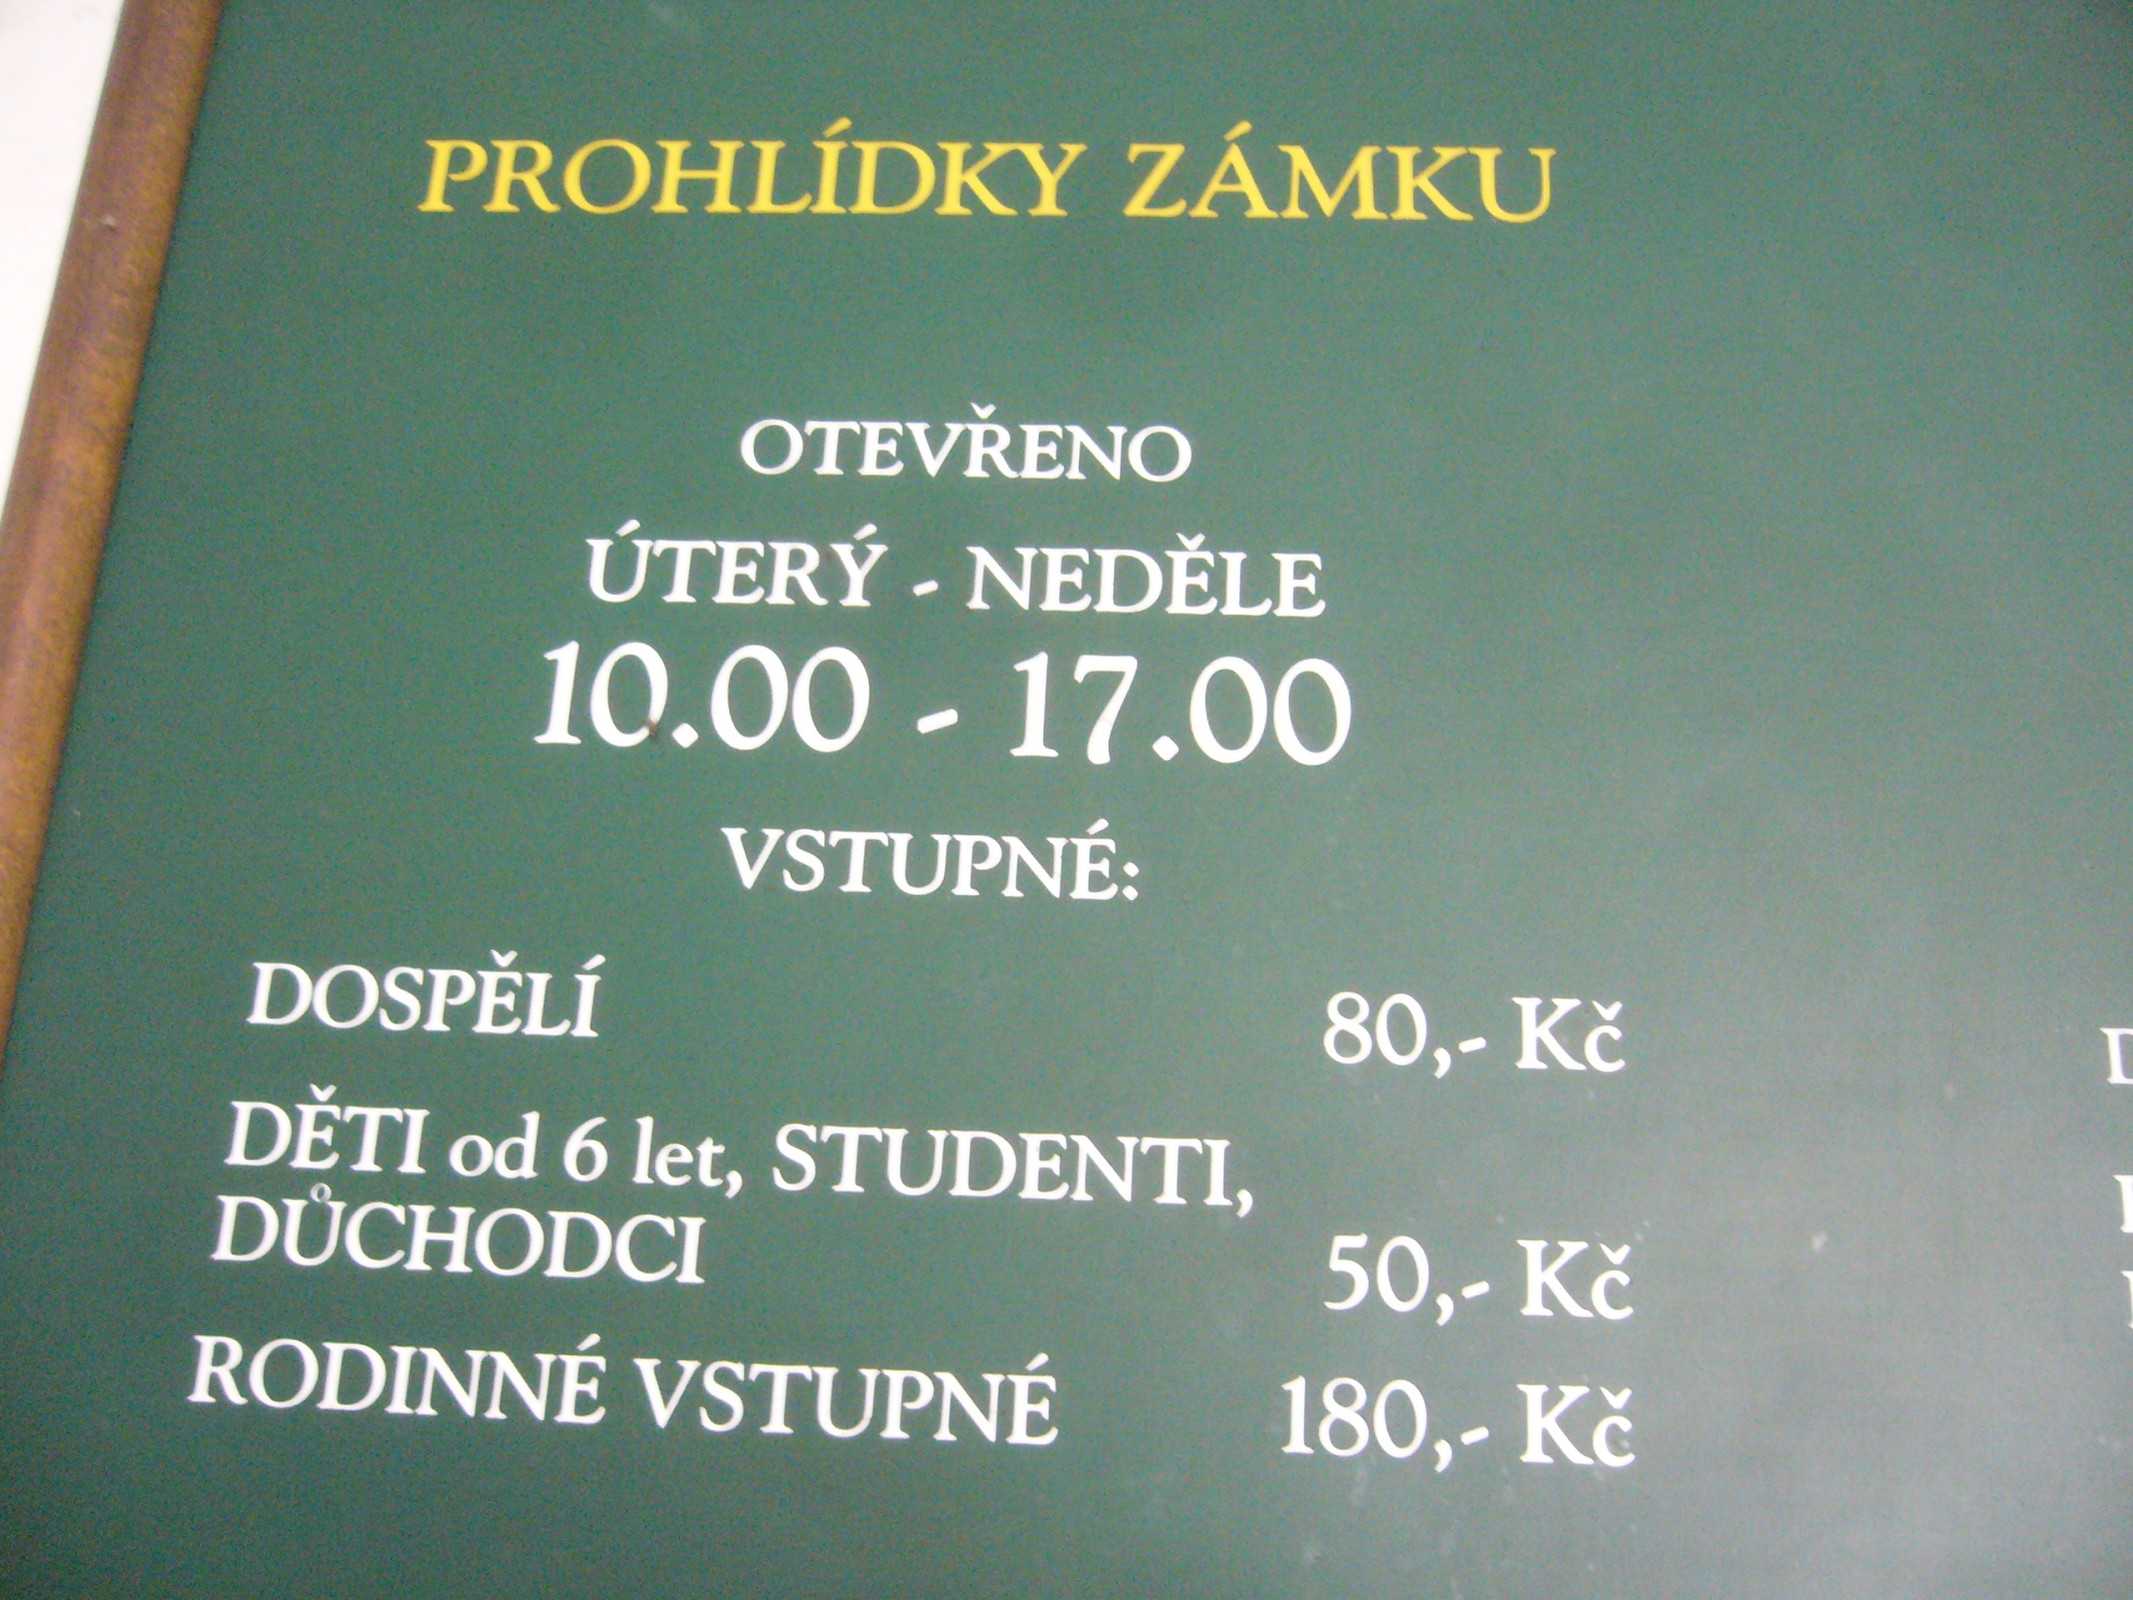 PROHLÍDKY ZÁMKU
OTEVŘENO
ÚTERÝ - NEDĚLE
10.00 - 17.00
VSTUPNÉ:
DOSPĚLÍ 80,- Kč
DĚTI od 6 let, STUDENTI,
DŮCHODCI 50,- Kč
RODINNÉ VSTUPNÉ 180,- Kč